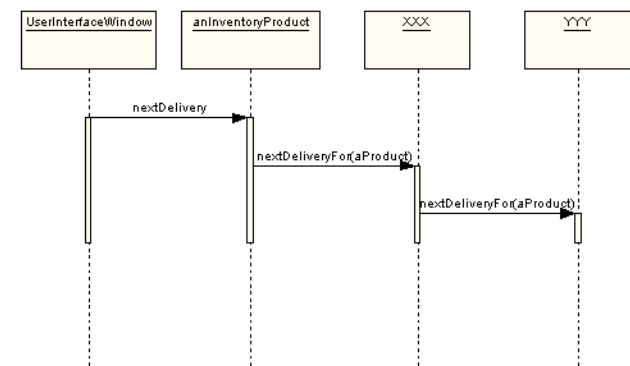 UserInterfaceWindow
anInventoryProduct
XXX
YYY
nextDelivery
nextDeliveryFor(aProduct)
nextDeliveryFor(aProduct)